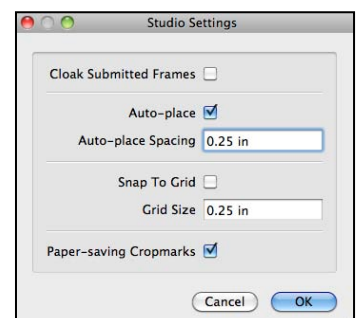 Studio Settings
Cloak Submitted Frames
Auto-place
Auto-place Spacing 0.25 in
Snap To Grid
Grid Size 0.25 in
Paper-saving Cropmarks
Cancel OK